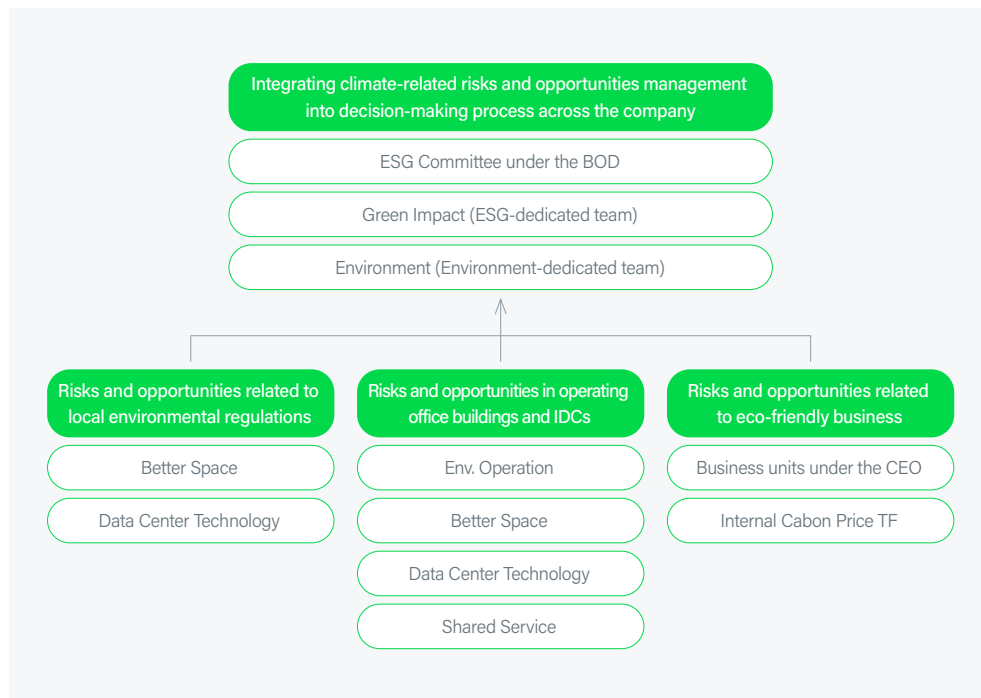 Integrating climate-related risks and opportunities management
into decision-making process across the company
ESG Committee under the BOD
Green Impact (ESG-dedicated team)
Environment (Environment-dedicated team)
Risks and opportunities related to
local environmental regulations
Better Space
Data Center Technology
Risks and opportunities in operating
office buildings and IDCs
Env. Operation
Better Space
Data Center Technology
Shared Service
Risks and opportunities related
to eco-friendly business
Business units under the CEO
Internal Cabon Price TF